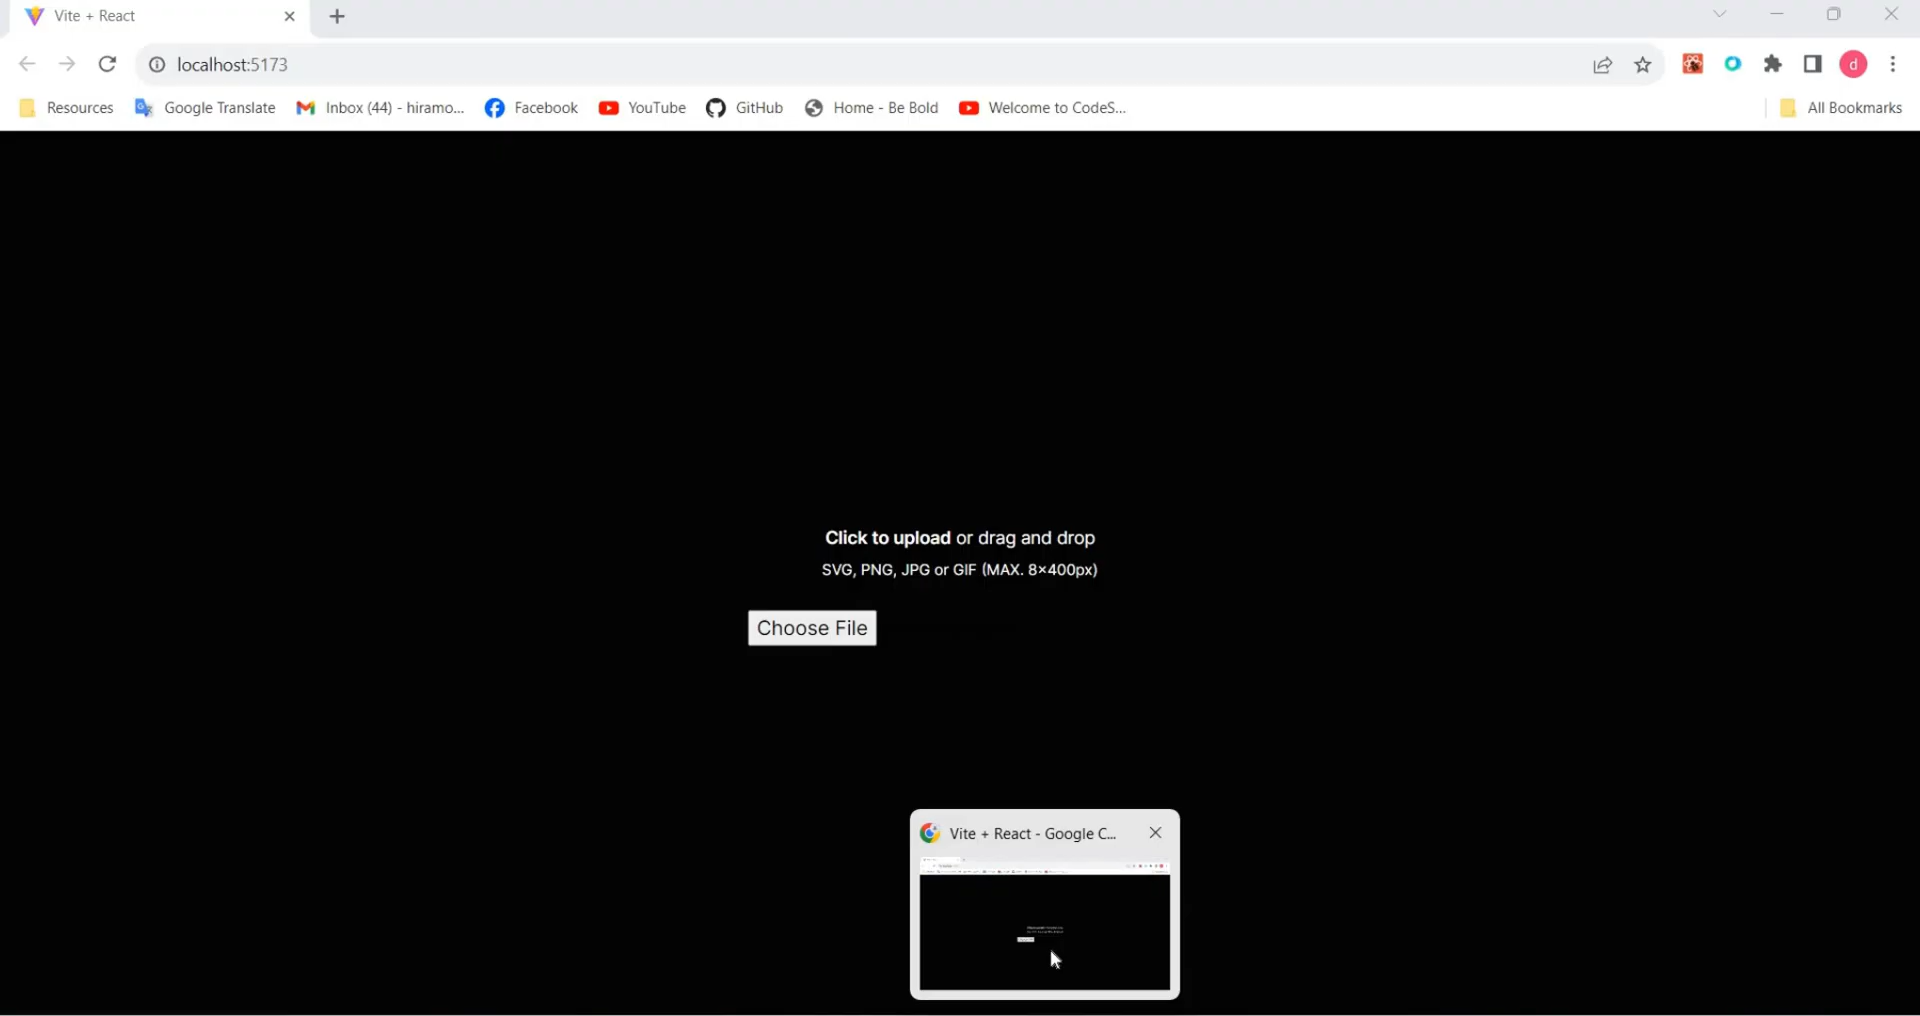 Vite + React
localhost:5173
d
Resources
Google Translate
Inbox (44) - hiramo...
Facebook
YouTube
GitHub
Home - Be Bold
Welcome to CodeS...
All Bookmarks
Click to upload or drag and drop
SVG, PNG, JPG or GIF (MAX. 8×400px)
Choose File
Vite + React - Google C...